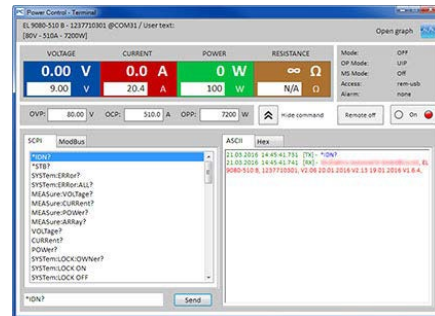 Power Control - Terminal
EL 9080-510 B - 1237710301 @COM31 / User text:
[80V - 510A - 7200W]
Open graph
VOLTAGE CURRENT POWER RESISTANCE
0.00 V 0.0 A 0 W ∞ Ω
9.00 V 20.4 A 100 W N/A Ω
Mode: OFF
OP Mode: UIP
MS Mode: Off
Access: rem-usb
Alarm: none
OVP: 80.00 V OCP: 510.0 A OPP: 7200 W Hide command Remote off On
SCPI ModBus
*IDN?
*STB?
SYSTem:ERRor?
SYSTem:ERRor:ALL?
MEASure:VOLTage?
MEASure:CURRent?
MEASure:POWer?
MEASure:ARRay?
VOLTage?
CURRent?
POWer?
SYSTem:LOCK:OWNer?
SYSTem:LOCK ON
SYSTem:LOCK OFF
*IDN? Send
ASCII Hex
21.03.2016 14:45:41.751 [TX] - *IDN?
21.03.2016 14:45:41.761 [RX] - EL
9080-510 B, 1237710301, V2.08 20.01.2016 V2.13 19.01.2016 V1.6.4,